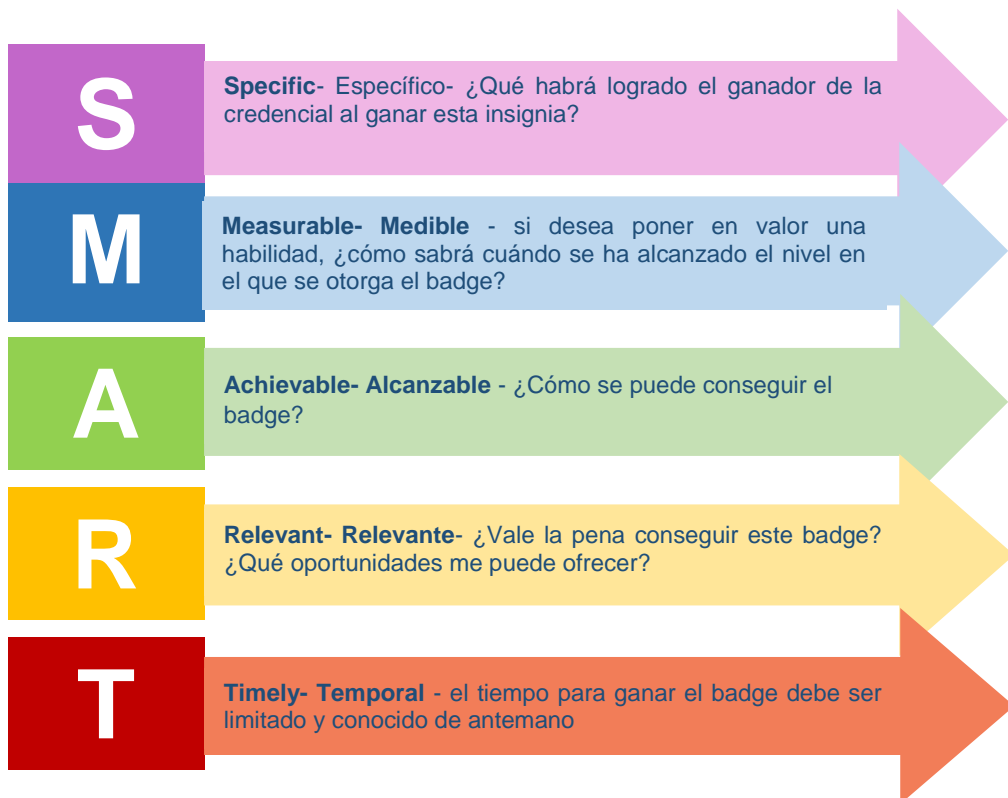 S
Specific- Específico- ¿Qué habrá logrado el ganador de la
credencial al ganar esta insignia?
M
Measurable- Medible - si desea poner en valor una
habilidad, ¿cómo sabrá cuándo se ha alcanzado el nivel en
el que se otorga el badge?
A
Achievable- Alcanzable - ¿Cómo se puede conseguir el
badge?
R
Relevant- Relevante- ¿Vale la pena conseguir este badge?
¿Qué oportunidades me puede ofrecer?
T
Timely- Temporal - el tiempo para ganar el badge debe ser
limitado y conocido de antemano